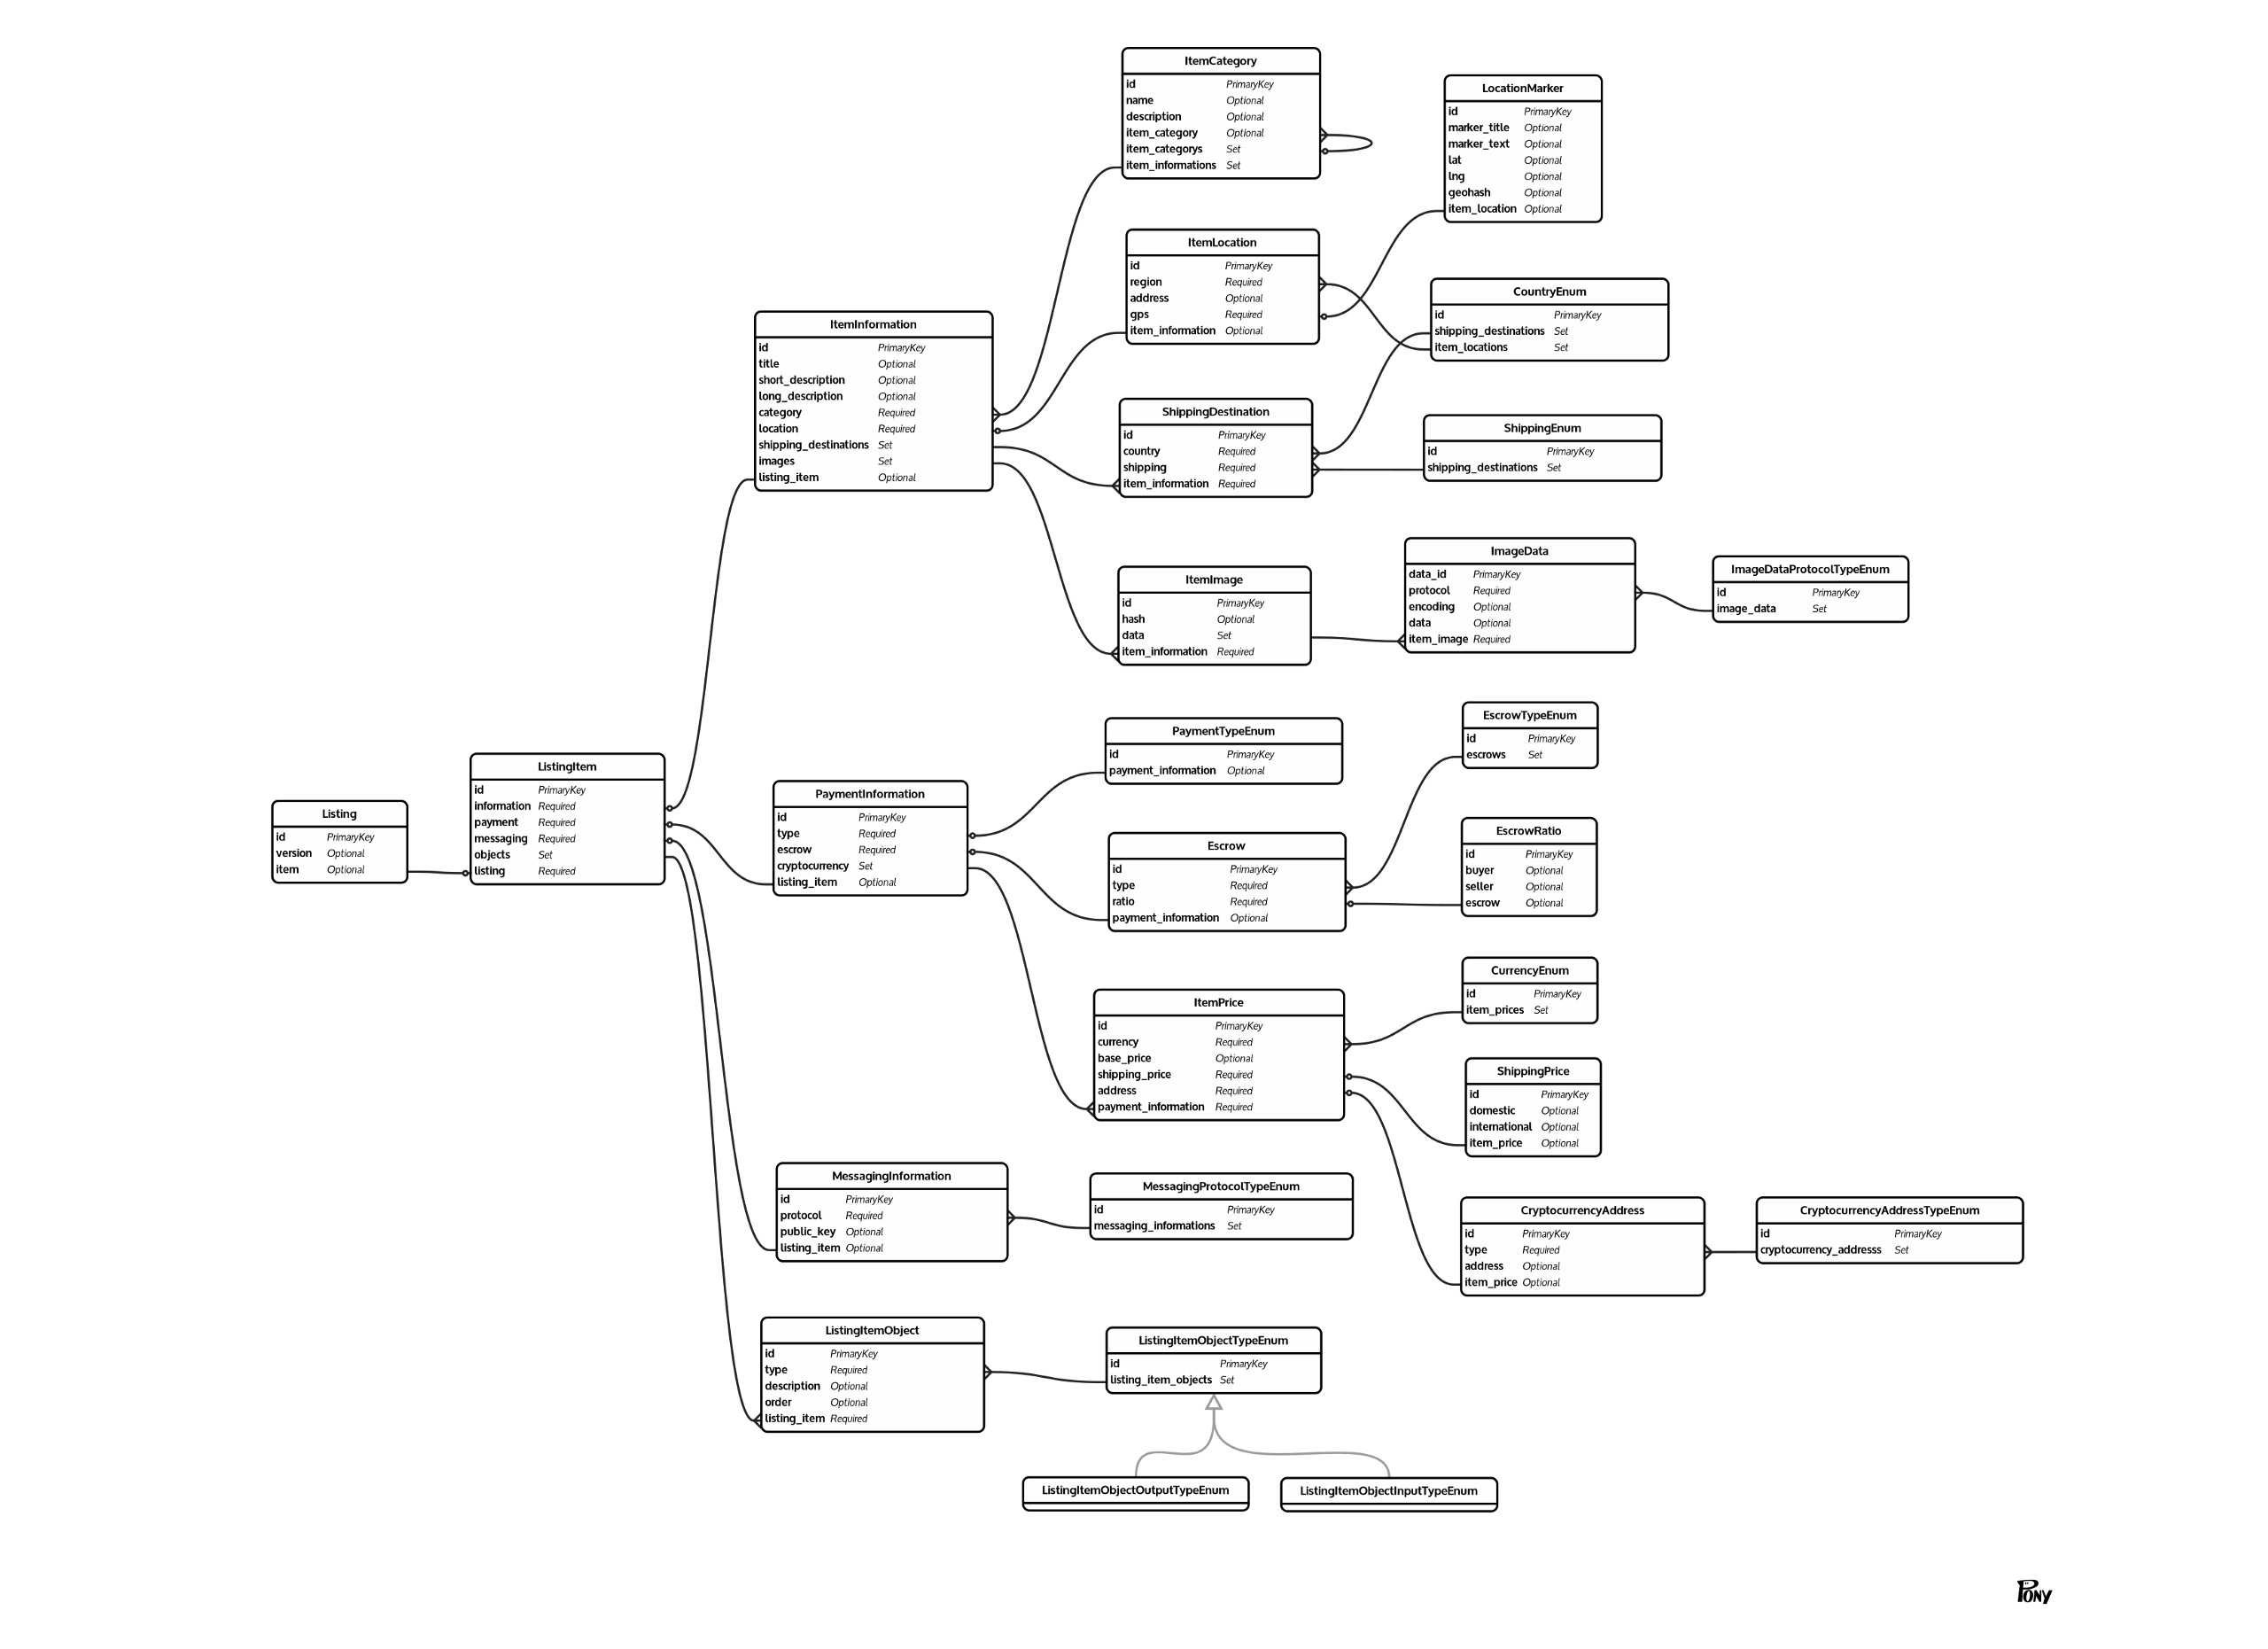 ItemCategory
id PrimaryKey
name Optional
description Optional
item_category Optional
item_categorys Set
item_informations Set
LocationMarker
id PrimaryKey
marker_title Optional
marker_text Optional
lat Optional
lng Optional
geohash Optional
item_location Optional
ItemLocation
id PrimaryKey
region Required
address Optional
gps Required
item_information Optional
CountryEnum
id PrimaryKey
shipping_destinations Set
item_locations Set
ItemInformation
id PrimaryKey
title Optional
short_description Optional
long_description Optional
category Required
location Required
shipping_destinations Set
images Set
listing_item Optional
ShippingDestination
id PrimaryKey
country Required
shipping Required
item_information Required
ShippingEnum
id PrimaryKey
shipping_destinations Set
ItemImage
id PrimaryKey
hash Optional
data Set
item_information Required
ImageData
data_id PrimaryKey
protocol Required
encoding Optional
data Optional
item_image Required
ImageDataProtocolTypeEnum
id PrimaryKey
image_data Set
Listing
id PrimaryKey
version Optional
item Optional
ListingItem
id PrimaryKey
information Required
payment Required
messaging Required
objects Set
listing Required
PaymentInformation
id PrimaryKey
type Required
escrow Required
cryptocurrency Set
listing_item Optional
PaymentTypeEnum
id PrimaryKey
payment_information Optional
EscrowTypeEnum
id PrimaryKey
escrows Set
Escrow
id PrimaryKey
type Required
ratio Required
payment_information Optional
EscrowRatio
id PrimaryKey
buyer Optional
seller Optional
escrow Optional
ItemPrice
id PrimaryKey
currency Required
base_price Optional
shipping_price Required
address Required
payment_information Required
CurrencyEnum
id PrimaryKey
item_prices Set
ShippingPrice
id PrimaryKey
domestic Optional
international Optional
item_price Optional
MessagingInformation
id PrimaryKey
protocol Required
public_key Optional
listing_item Optional
MessagingProtocolTypeEnum
id PrimaryKey
messaging_informations Set
CryptocurrencyAddress
id PrimaryKey
type Required
address Optional
item_price Optional
CryptocurrencyAddressTypeEnum
id PrimaryKey
cryptocurrency_addresss Set
ListingItemObject
id PrimaryKey
type Required
description Optional
order Optional
listing_item Required
ListingItemObjectTypeEnum
id PrimaryKey
listing_item_objects Set
ListingItemObjectOutputTypeEnum
ListingItemObjectInputTypeEnum
PONY